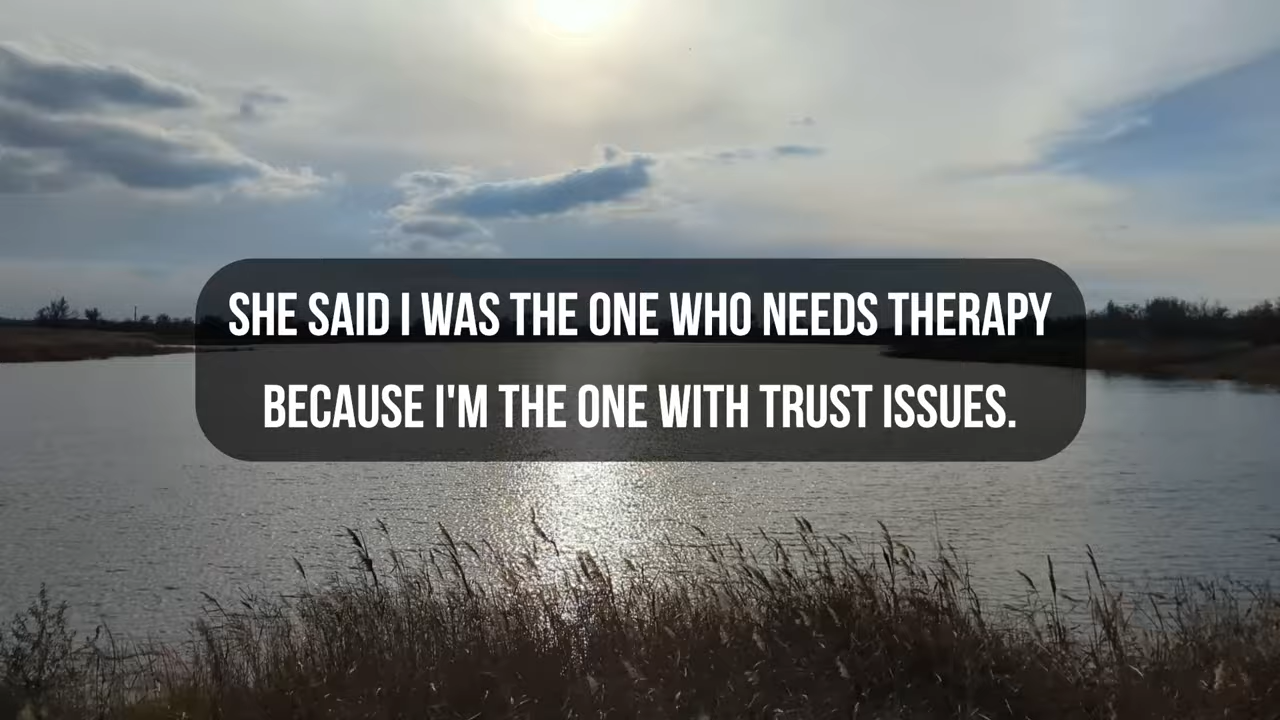 SHE SAID I WAS THE ONE WHO NEEDS THERAPY
BECAUSE I'M THE ONE WITH TRUST ISSUES.